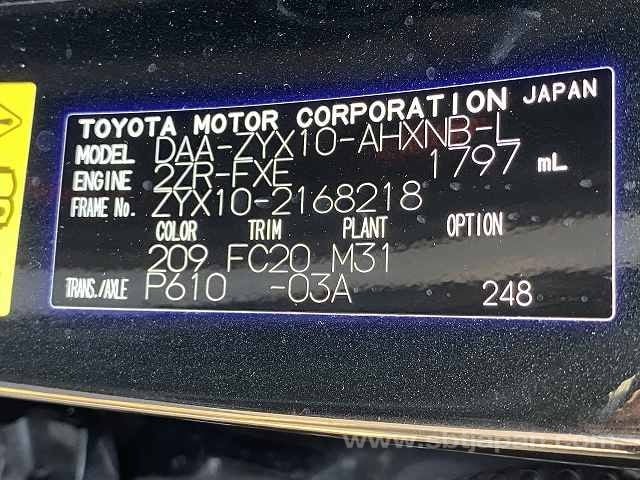 TOYOTA MOTOR CORPORATION JAPAN
MODEL DAA-ZYX10-AHXNB-L
ENGINE 2ZR-FXE 1797 mL
FRAME No. ZYX10-2168218
COLOR TRIM PLANT OPTION
209 FC20 M31
TRANS./AXLE P610 -03A 248
www.sbtjapan.com